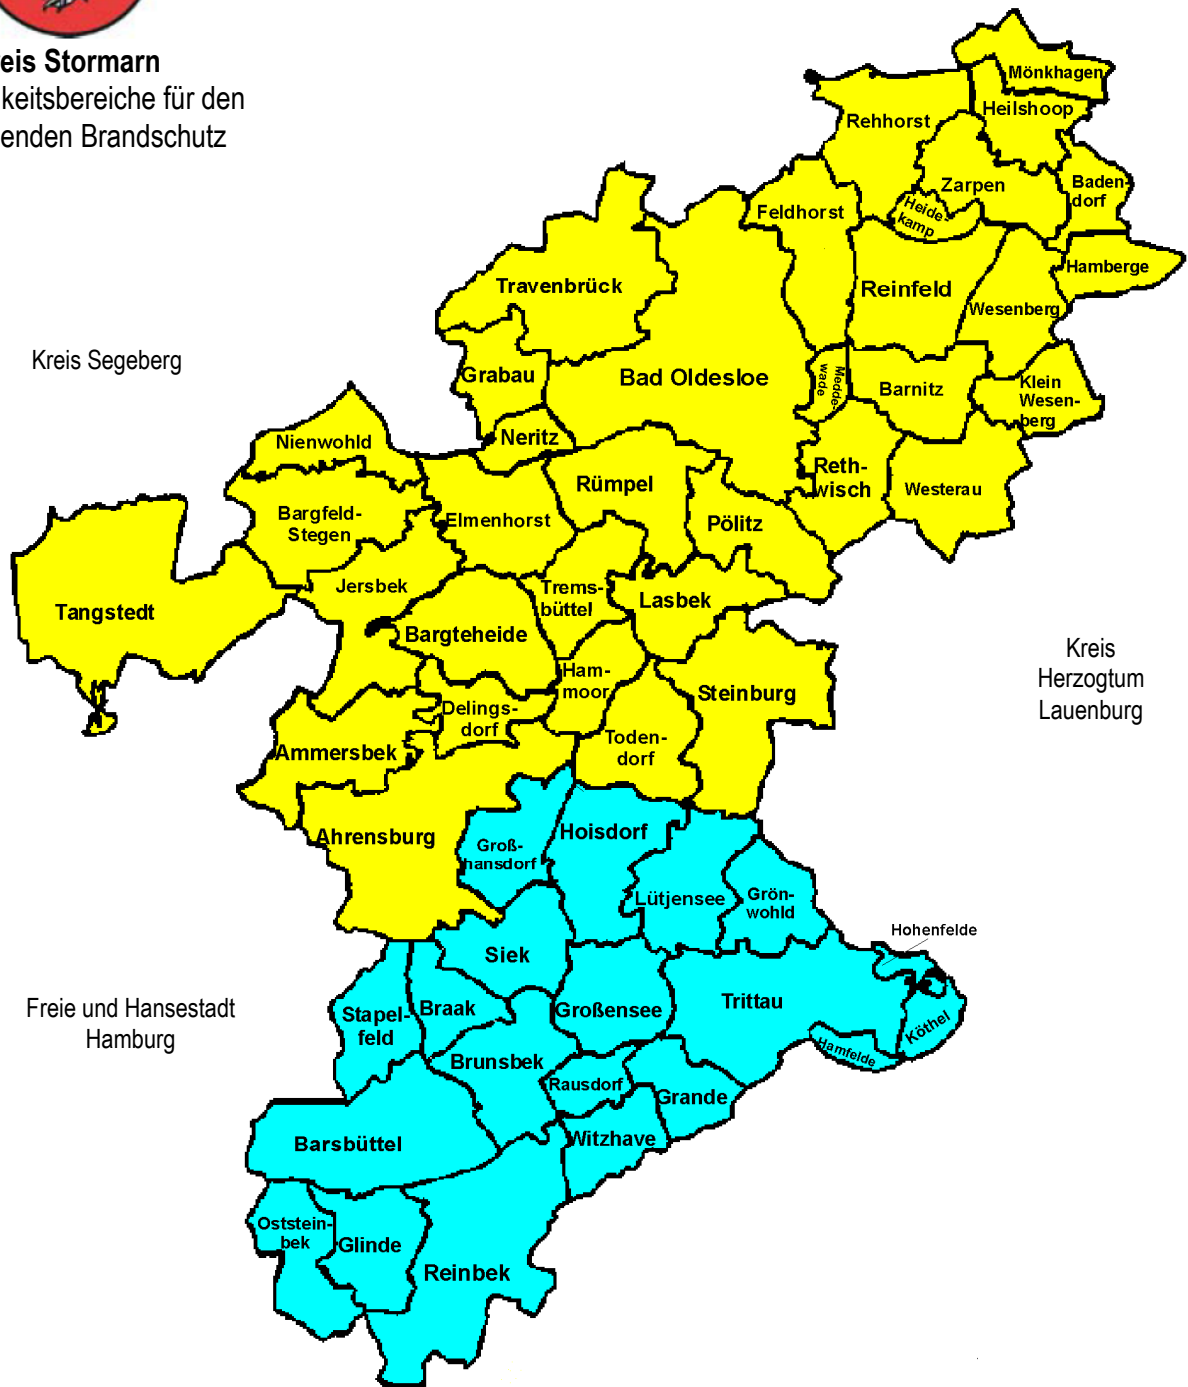 eis Stormarn
keitsbereiche für den
enden Brandschutz
Mönkhagen
Heilshoop
Rehhorst
Zarpen
Baden-
dorf
Feldhorst
Heide-
kamp
Hamberge
Travenbrück
Reinfeld
Wesenberg
Kreis Segeberg
Grabau
Bad Oldesloe
Medde-
wade
Barnitz
Klein
Wesen-
berg
Nienwohld
Neritz
Rümpel
Reth-
wisch
Westerau
Bargfeld-
Stegen
Elmenhorst
Pölitz
Jersbek
Trems-
büttel
Lasbek
Tangstedt
Bargteheide
Kreis
Herzogtum
Lauenburg
Ham-
moor
Steinburg
Delings-
dorf
Ammersbek
Toden-
dorf
Ahrensburg
Groß-
hansdorf
Hoisdorf
Lütjensee
Grön-
wohld
Hohenfelde
Siek
Freie und Hansestadt
Hamburg
Stapel-
feld
Braak
Großensee
Trittau
Köthel
Hamfelde
Brunsbek
Rausdorf
Grande
Barsbüttel
Witzhave
Oststein-
bek
Glinde
Reinbek